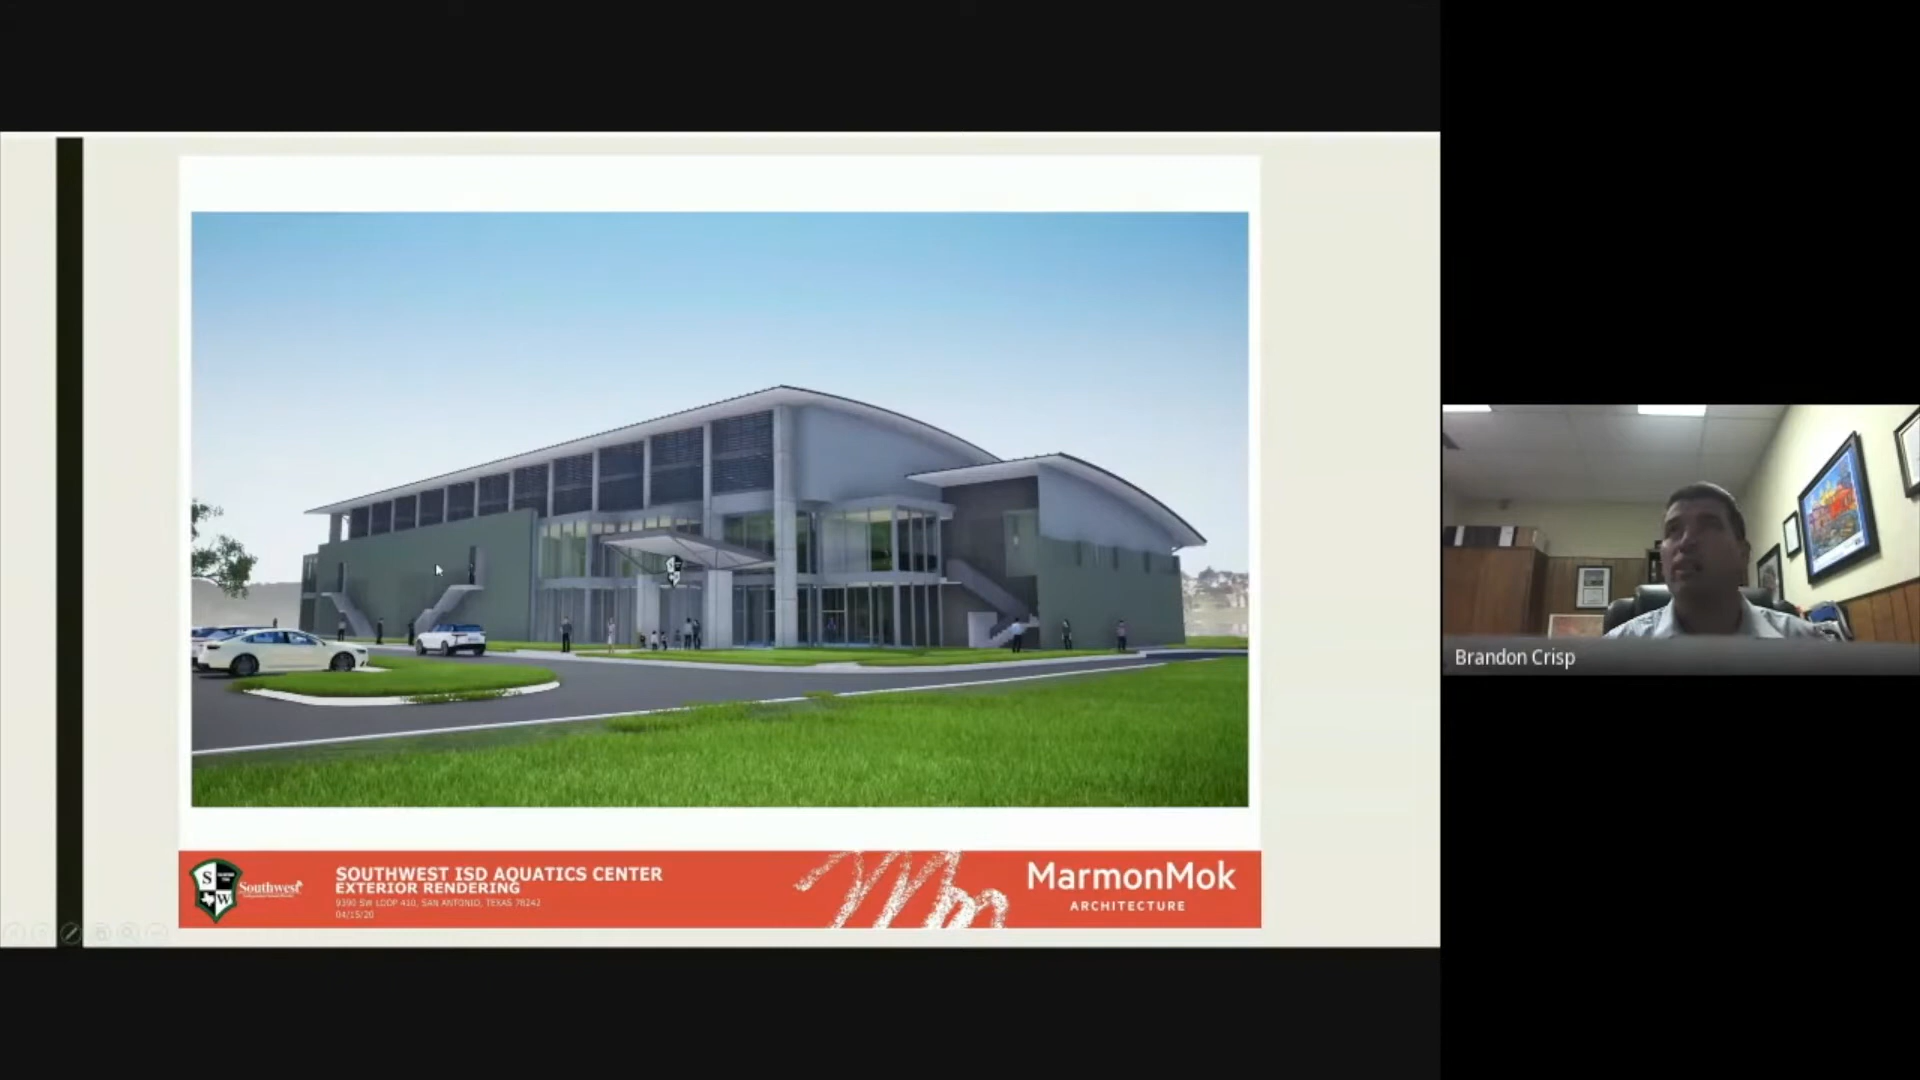 SOUTHWEST ISD AQUATICS CENTER
EXTERIOR RENDERING
9390 SW LOOP 410, SAN ANTONIO, TEXAS 78242
04/15/20
S
W
Southwest
MarmonMok
ARCHITECTURE
Brandon Crisp